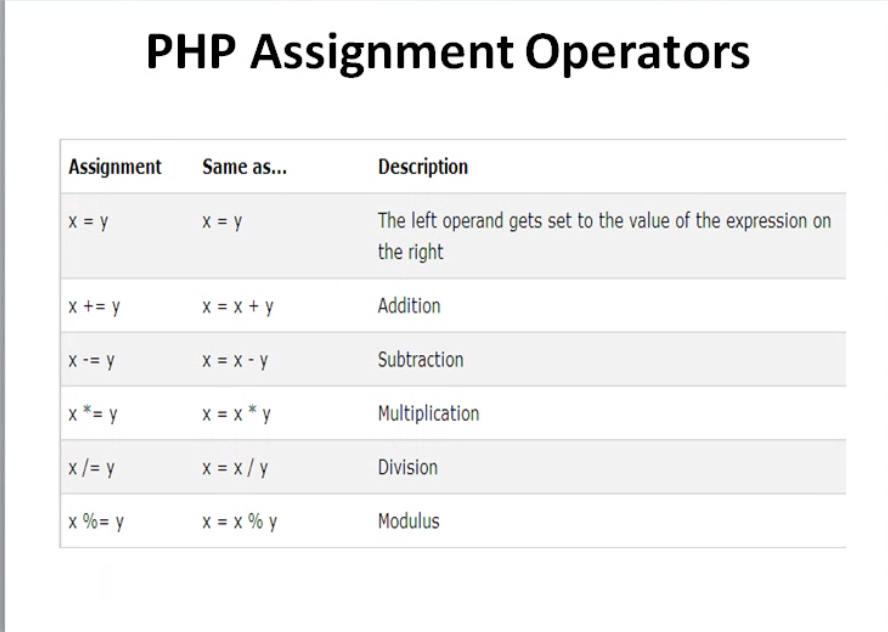 PHP Assignment Operators
Assignment Same as... Description
x = y x = y The left operand gets set to the value of the expression on
the right
x += y x = x + y Addition
x -= y x = x - y Subtraction
x *= y x = x * y Multiplication
x /= y x = x / y Division
x %= y x = x % y Modulus